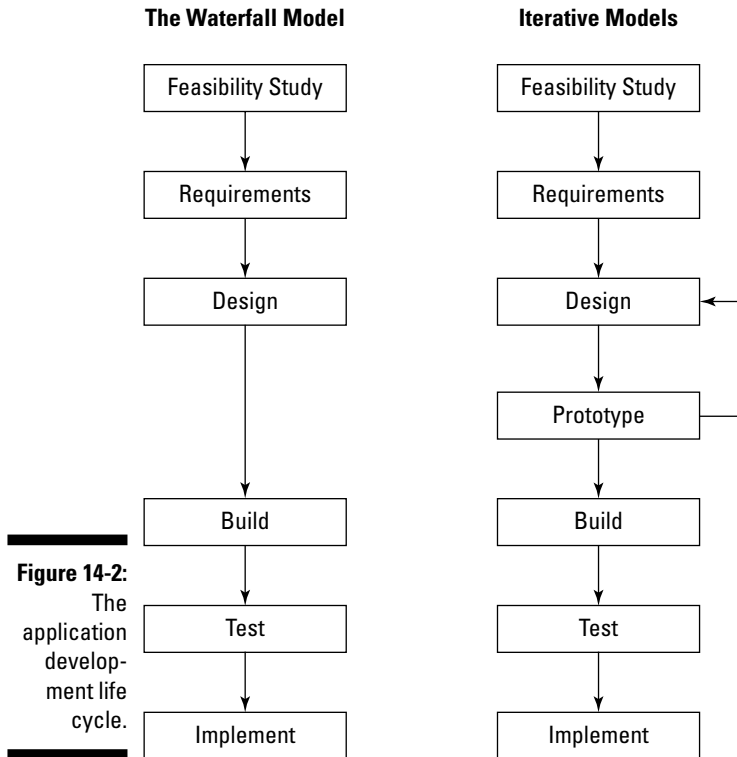 The Waterfall Model
Feasibility Study
Requirements
Design
Build
Test
Implement
Iterative Models
Feasibility Study
Requirements
Design
Prototype
Build
Test
Implement
Figure 14-2:
The
application
develop-
ment life
cycle.